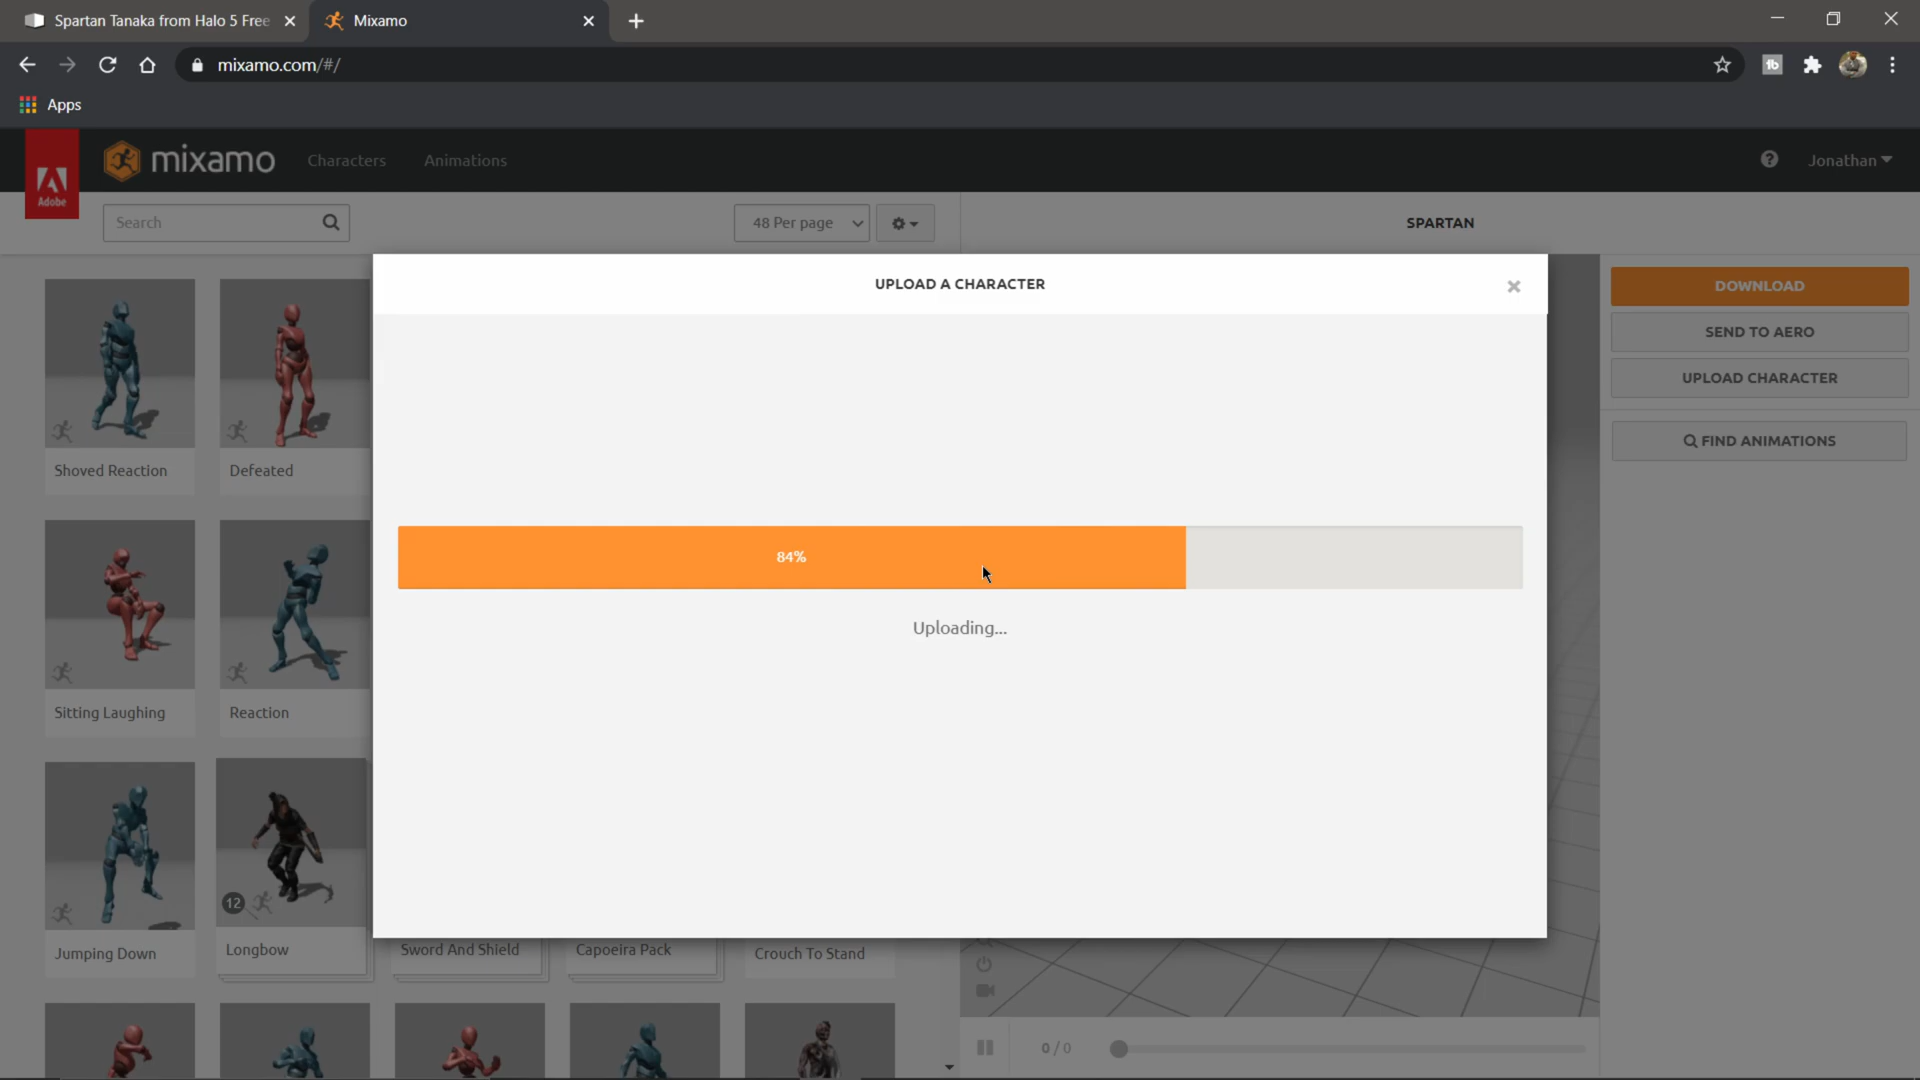 Spartan Tanaka from Halo 5 Free
Mixamo
mixamo.com/#/
tb
Apps
Adobe
mixamo
Characters
Animations
Jonathan
Search
48 Per page
SPARTAN
UPLOAD A CHARACTER
DOWNLOAD
SEND TO AERO
UPLOAD CHARACTER
FIND ANIMATIONS
Shoved Reaction
Defeated
84%
Uploading...
Sitting Laughing
Reaction
12
Jumping Down
Longbow
Sword And Shield
Capoeira Pack
Crouch To Stand
0 / 0